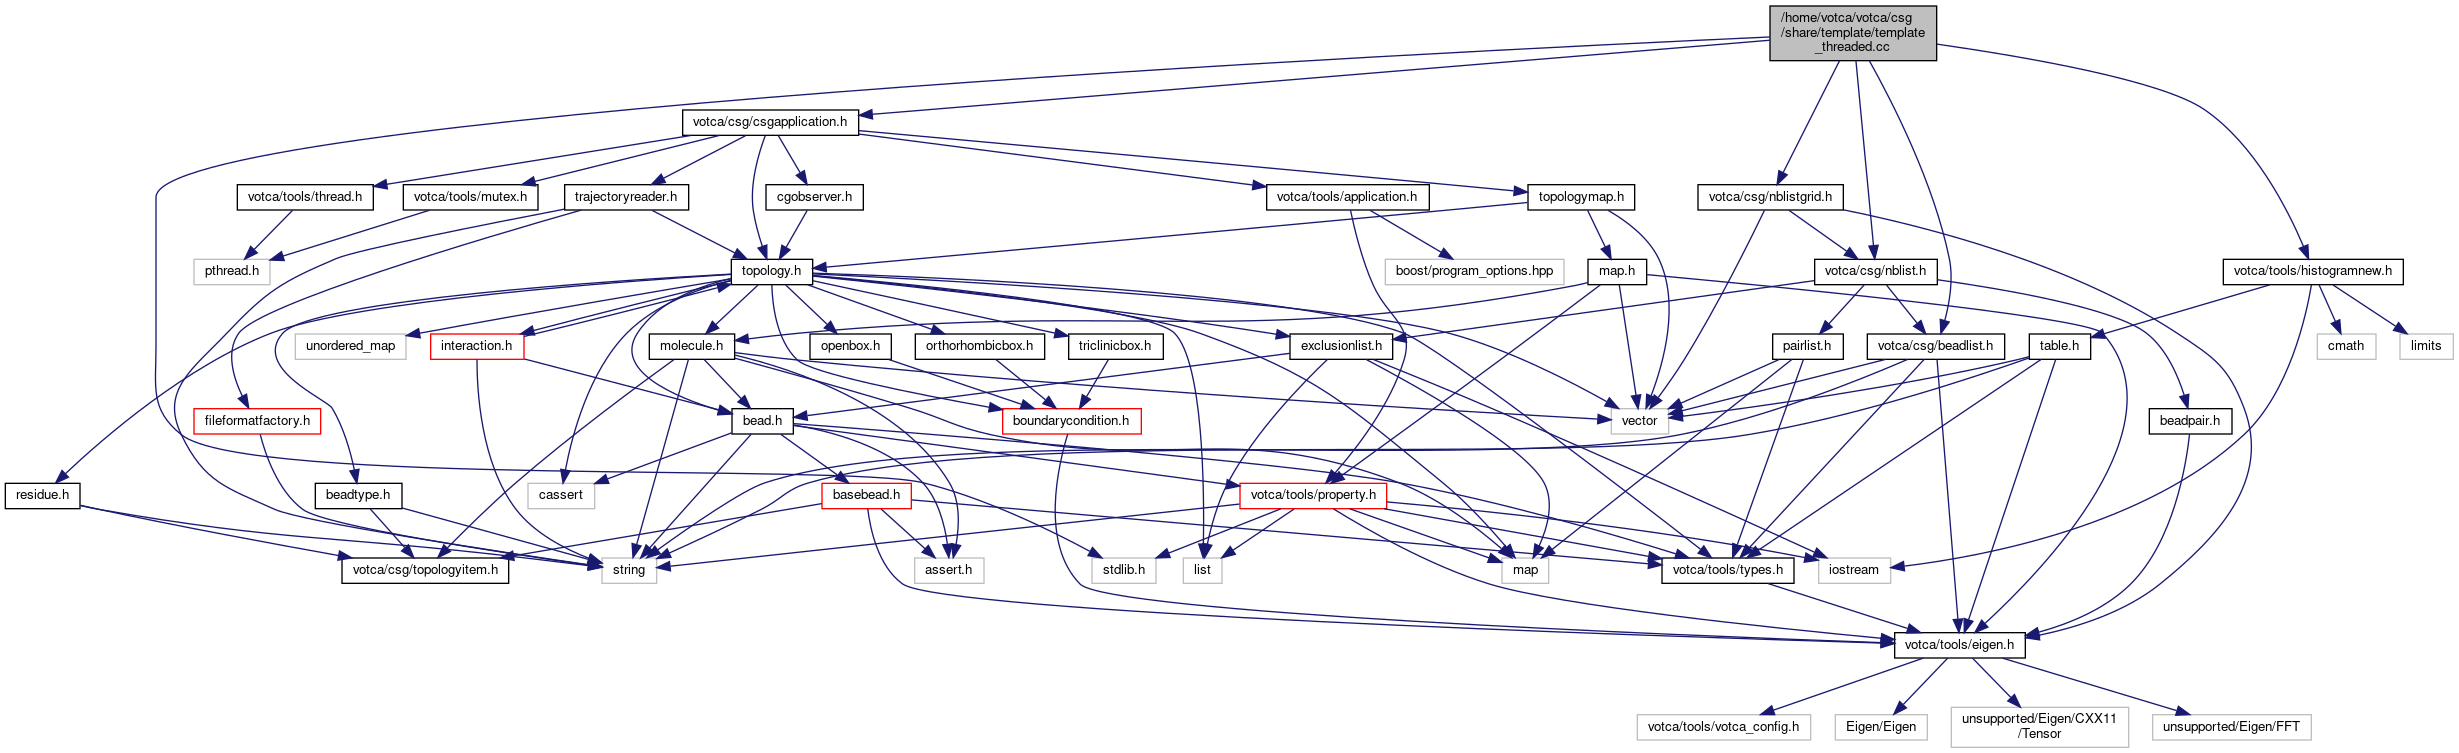 /home/votca/votca/csg
/share/template/template
_threaded.cc
votca/csg/csgapplication.h
votca/tools/thread.h
votca/tools/mutex.h
trajectoryreader.h
cgobserver.h
votca/tools/application.h
topologymap.h
votca/csg/nblistgrid.h
pthread.h
topology.h
boost/program_options.hpp
map.h
votca/csg/nblist.h
votca/tools/histogramnew.h
unordered_map
interaction.h
molecule.h
openbox.h
orthorhombicbox.h
triclinicbox.h
exclusionlist.h
pairlist.h
votca/csg/beadlist.h
table.h
cmath
limits
fileformatfactory.h
bead.h
boundarycondition.h
vector
beadpair.h
residue.h
beadtype.h
cassert
basebead.h
votca/tools/property.h
votca/csg/topologyitem.h
string
assert.h
stdlib.h
list
map
votca/tools/types.h
iostream
votca/tools/eigen.h
votca/tools/votca_config.h
Eigen/Eigen
unsupported/Eigen/CXX11
/Tensor
unsupported/Eigen/FFT